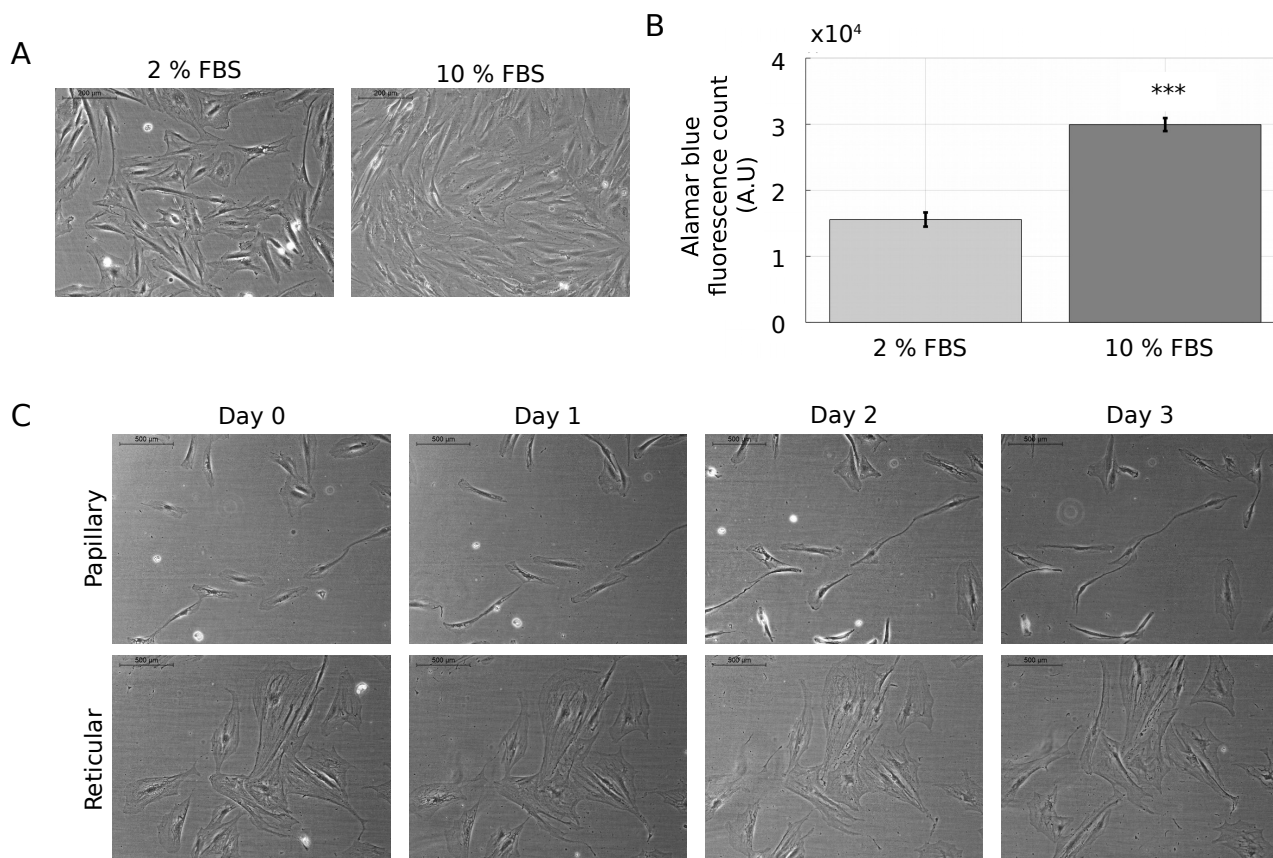 A
2 % FBS
10 % FBS
200 µm
200 µm
B
x10⁴
4
3
2
1
0
Alamar blue
fluorescence count
(A.U)
***
2 % FBS
10 % FBS
C
Day 0
Day 1
Day 2
Day 3
Papillary
500 µm
500 µm
500 µm
500 µm
Reticular
500 µm
500 µm
500 µm
500 µm